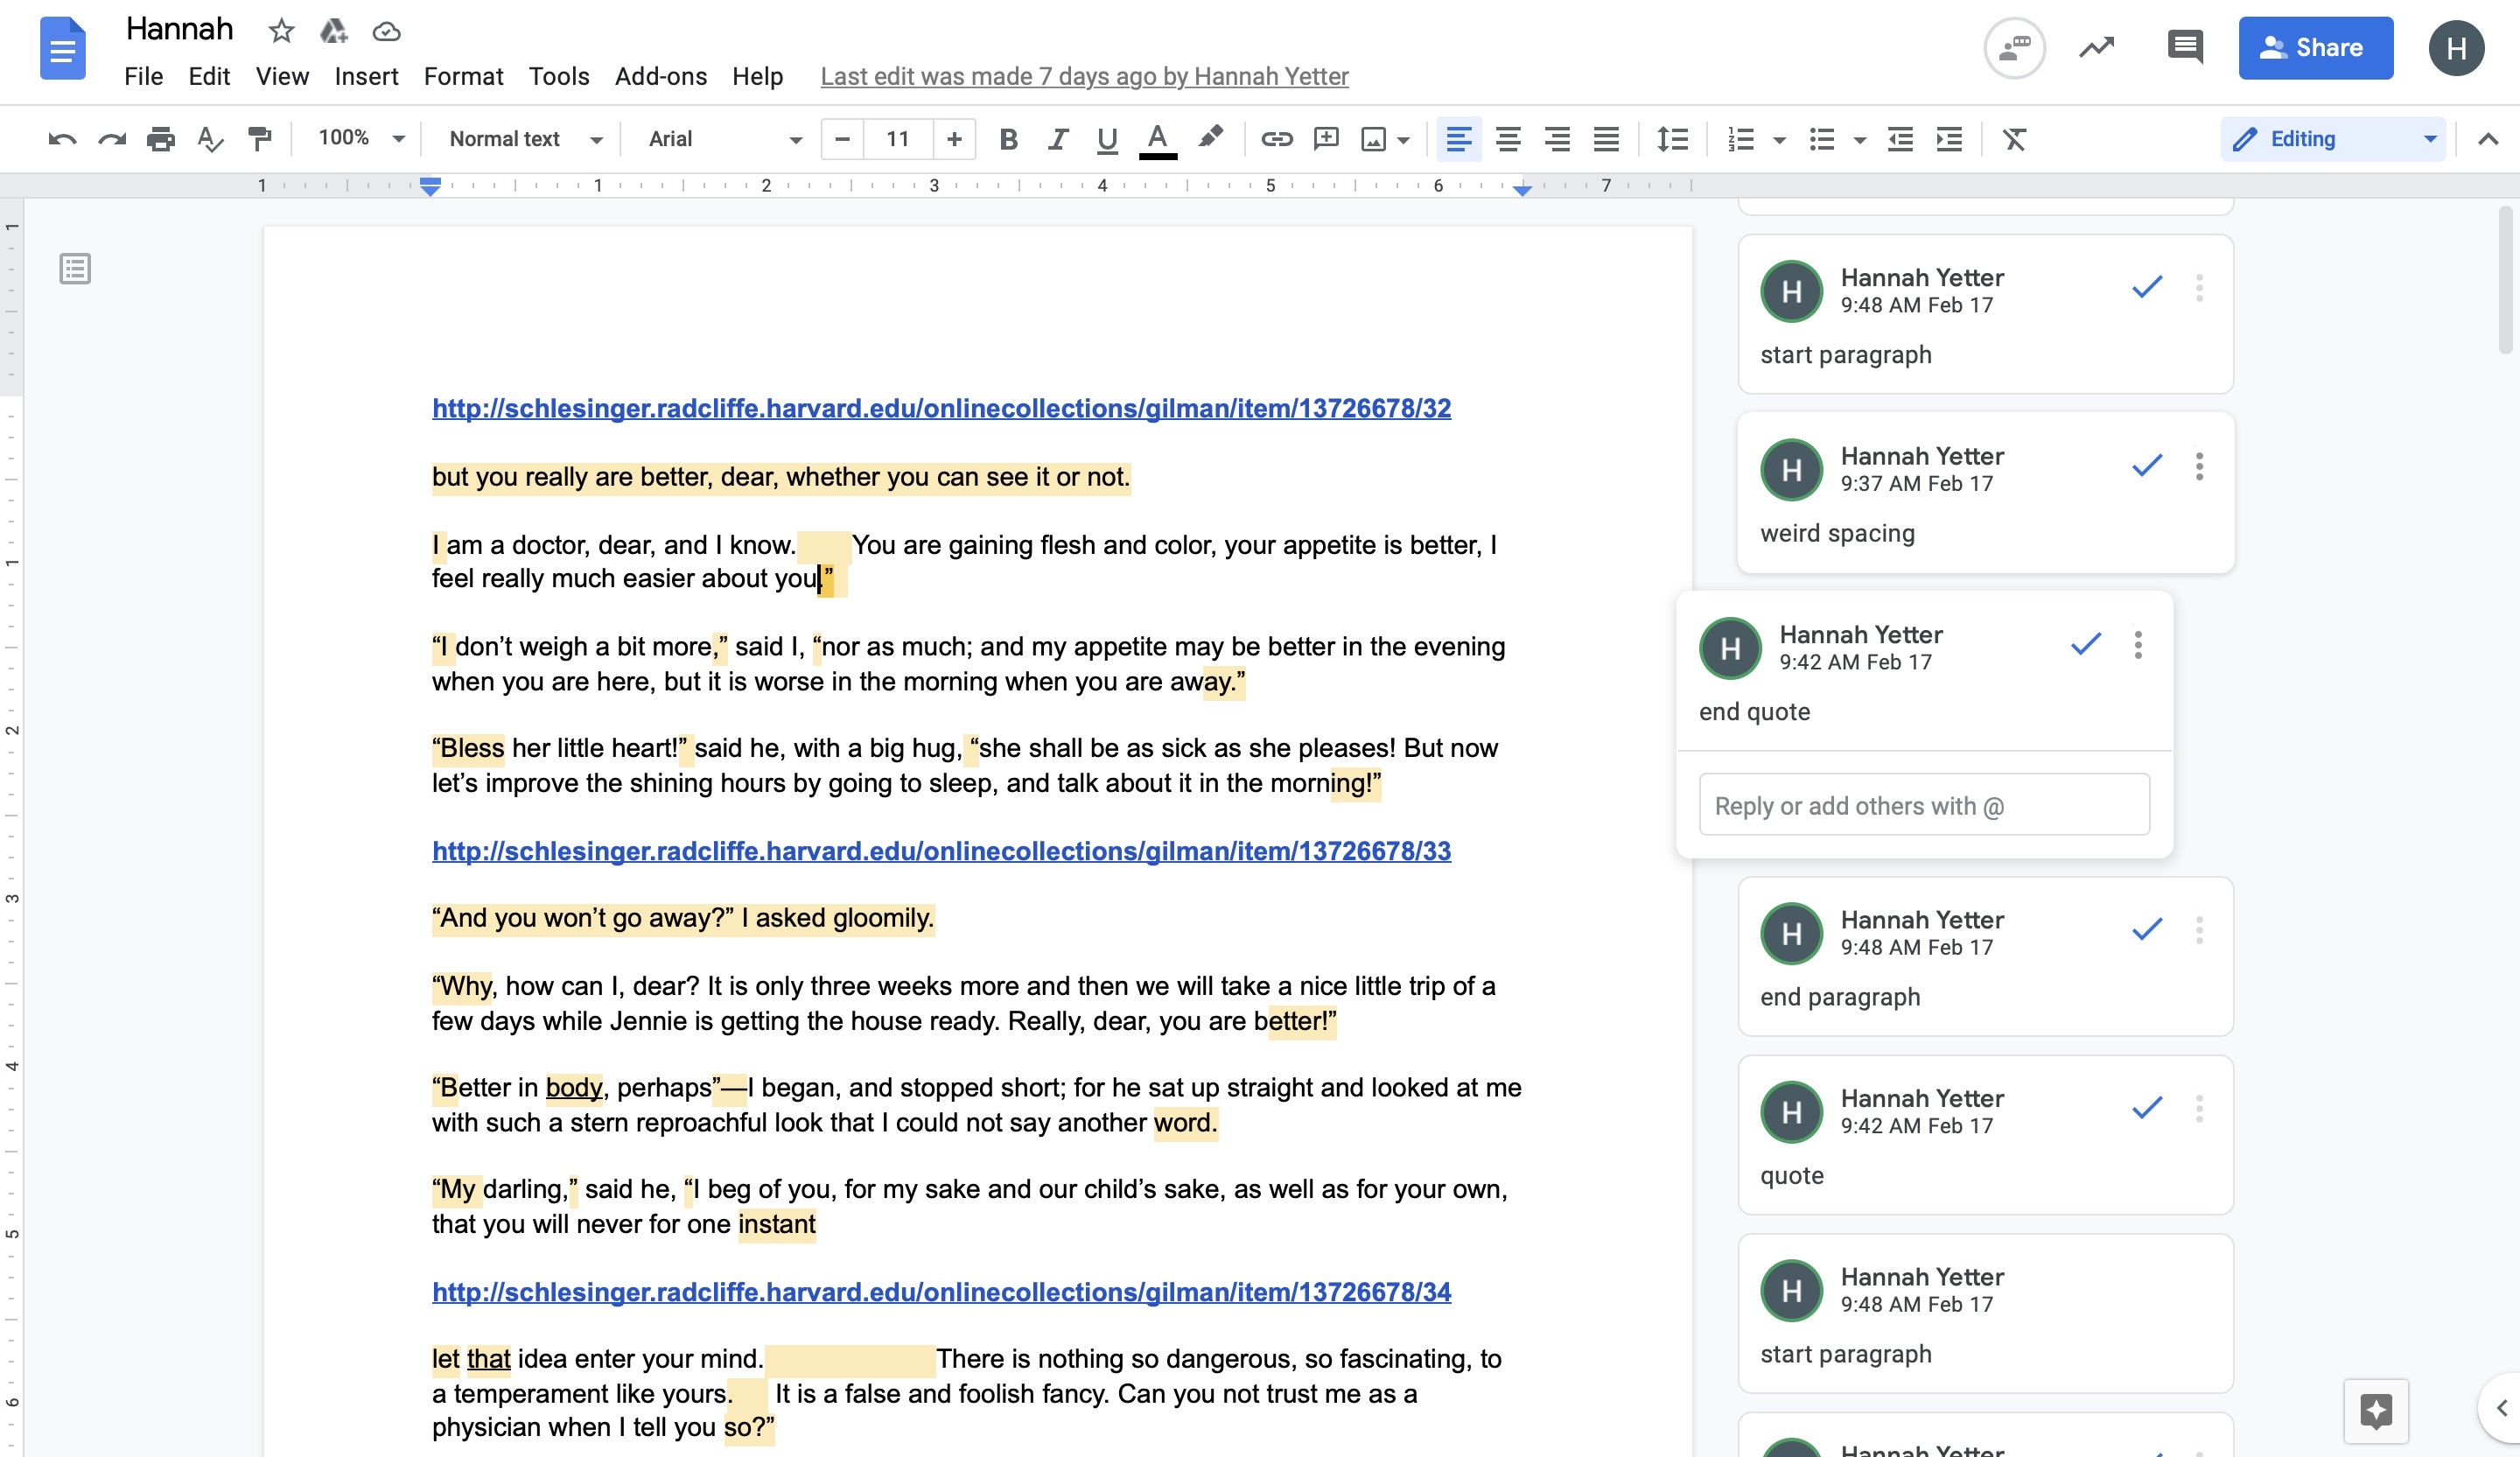 Hannah
File Edit View Insert Format Tools Add-ons Help Last edit was made 7 days ago by Hannah Yetter
Share
H
100% Normal text Arial 11 Editing
1 1 2 3 4 5 6 7
1
1
2
3
4
5
6
http://schlesinger.radcliffe.harvard.edu/onlinecollections/gilman/item/13726678/32
but you really are better, dear, whether you can see it or not.
I am a doctor, dear, and I know. You are gaining flesh and color, your appetite is better, I
feel really much easier about you.”
“I don’t weigh a bit more,” said I, “nor as much; and my appetite may be better in the evening
when you are here, but it is worse in the morning when you are away.”
“Bless her little heart!” said he, with a big hug, “she shall be as sick as she pleases! But now
let’s improve the shining hours by going to sleep, and talk about it in the morning!”
http://schlesinger.radcliffe.harvard.edu/onlinecollections/gilman/item/13726678/33
“And you won’t go away?” I asked gloomily.
“Why, how can I, dear? It is only three weeks more and then we will take a nice little trip of a
few days while Jennie is getting the house ready. Really, dear, you are better!”
“Better in body, perhaps”—I began, and stopped short; for he sat up straight and looked at me
with such a stern reproachful look that I could not say another word.
“My darling,” said he, “I beg of you, for my sake and our child’s sake, as well as for your own,
that you will never for one instant
http://schlesinger.radcliffe.harvard.edu/onlinecollections/gilman/item/13726678/34
let that idea enter your mind. There is nothing so dangerous, so fascinating, to
a temperament like yours. It is a false and foolish fancy. Can you not trust me as a
physician when I tell you so?”
H Hannah Yetter
9:48 AM Feb 17
start paragraph
H Hannah Yetter
9:37 AM Feb 17
weird spacing
H Hannah Yetter
9:42 AM Feb 17
end quote
Reply or add others with @
H Hannah Yetter
9:48 AM Feb 17
end paragraph
H Hannah Yetter
9:42 AM Feb 17
quote
H Hannah Yetter
9:48 AM Feb 17
start paragraph
Hannah Yetter